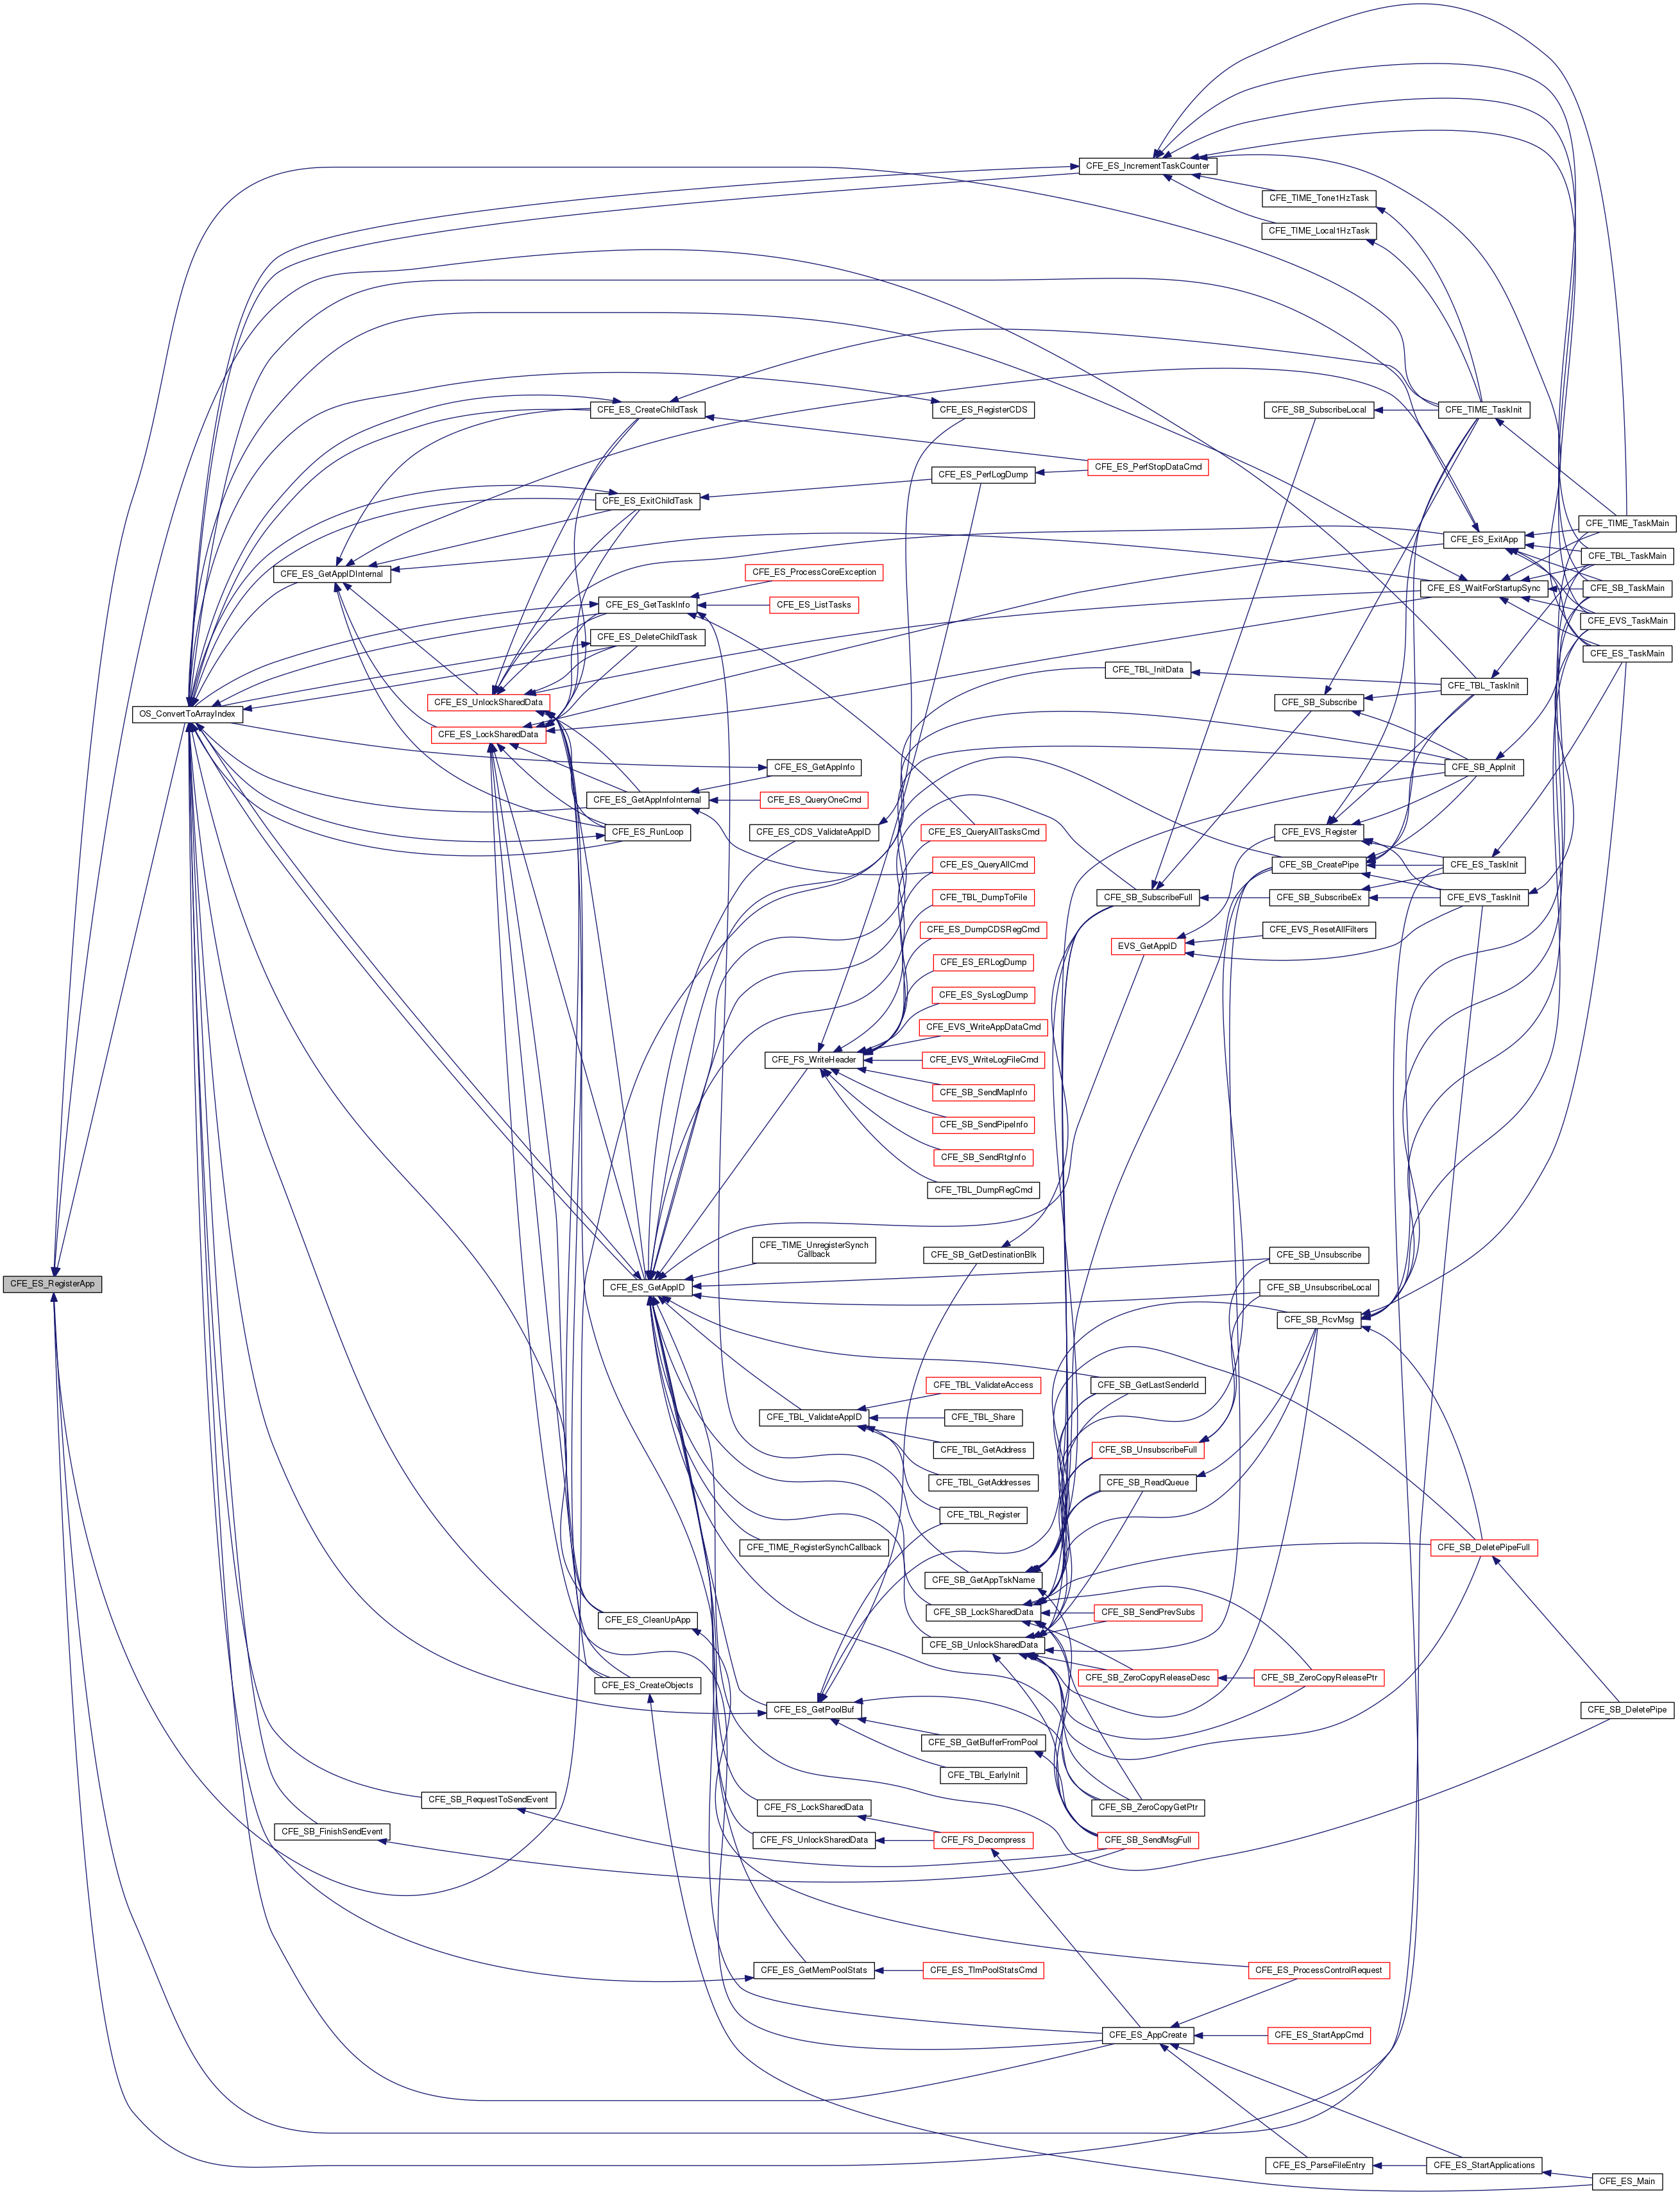 CFE_ES_IncrementTaskCounter
CFE_TIME_Tone1HzTask
CFE_TIME_Local1HzTask
CFE_ES_CreateChildTask
CFE_ES_RegisterCDS
CFE_SB_SubscribeLocal
CFE_TIME_TaskInit
CFE_ES_PerfLogDump
CFE_ES_PerfStopDataCmd
CFE_ES_ExitChildTask
CFE_TIME_TaskMain
CFE_ES_ExitApp
CFE_TBL_TaskMain
CFE_ES_GetAppIDInternal
CFE_ES_ProcessCoreException
CFE_ES_WaitForStartupSync
CFE_SB_TaskMain
CFE_ES_GetTaskInfo
CFE_ES_ListTasks
CFE_EVS_TaskMain
CFE_ES_DeleteChildTask
CFE_ES_TaskMain
CFE_TBL_InitData
CFE_TBL_TaskInit
CFE_ES_UnlockSharedData
CFE_SB_Subscribe
OS_ConvertToArrayIndex
CFE_ES_LockSharedData
CFE_ES_GetAppInfo
CFE_SB_AppInit
CFE_ES_GetAppInfoInternal
CFE_ES_QueryOneCmd
CFE_ES_RunLoop
CFE_ES_CDS_ValidateAppID
CFE_ES_QueryAllTasksCmd
CFE_EVS_Register
CFE_ES_QueryAllCmd
CFE_SB_CreatePipe
CFE_ES_TaskInit
CFE_TBL_DumpToFile
CFE_SB_SubscribeFull
CFE_SB_SubscribeEx
CFE_EVS_TaskInit
CFE_ES_DumpCDSRegCmd
CFE_EVS_ResetAllFilters
EVS_GetAppID
CFE_ES_ERLogDump
CFE_ES_SysLogDump
CFE_EVS_WriteAppDataCmd
CFE_FS_WriteHeader
CFE_EVS_WriteLogFileCmd
CFE_SB_SendMapInfo
CFE_SB_SendPipeInfo
CFE_SB_SendRtgInfo
CFE_TBL_DumpRegCmd
CFE_TIME_UnregisterSynch
Callback
CFE_SB_GetDestinationBlk
CFE_SB_Unsubscribe
CFE_ES_RegisterApp
CFE_ES_GetAppID
CFE_SB_UnsubscribeLocal
CFE_SB_RcvMsg
CFE_TBL_ValidateAccess
CFE_SB_GetLastSenderId
CFE_TBL_ValidateAppID
CFE_TBL_Share
CFE_TBL_GetAddress
CFE_SB_UnsubscribeFull
CFE_TBL_GetAddresses
CFE_SB_ReadQueue
CFE_TBL_Register
CFE_TIME_RegisterSynchCallback
CFE_SB_DeletePipeFull
CFE_SB_GetAppTskName
CFE_SB_LockSharedData
CFE_SB_SendPrevSubs
CFE_ES_CleanUpApp
CFE_SB_UnlockSharedData
CFE_SB_ZeroCopyReleaseDesc
CFE_SB_ZeroCopyReleasePtr
CFE_ES_CreateObjects
CFE_ES_GetPoolBuf
CFE_SB_DeletePipe
CFE_SB_GetBufferFromPool
CFE_TBL_EarlyInit
CFE_SB_RequestToSendEvent
CFE_FS_LockSharedData
CFE_SB_ZeroCopyGetPtr
CFE_SB_FinishSendEvent
CFE_FS_UnlockSharedData
CFE_FS_Decompress
CFE_SB_SendMsgFull
CFE_ES_GetMemPoolStats
CFE_ES_TlmPoolStatsCmd
CFE_ES_ProcessControlRequest
CFE_ES_AppCreate
CFE_ES_StartAppCmd
CFE_ES_ParseFileEntry
CFE_ES_StartApplications
CFE_ES_Main